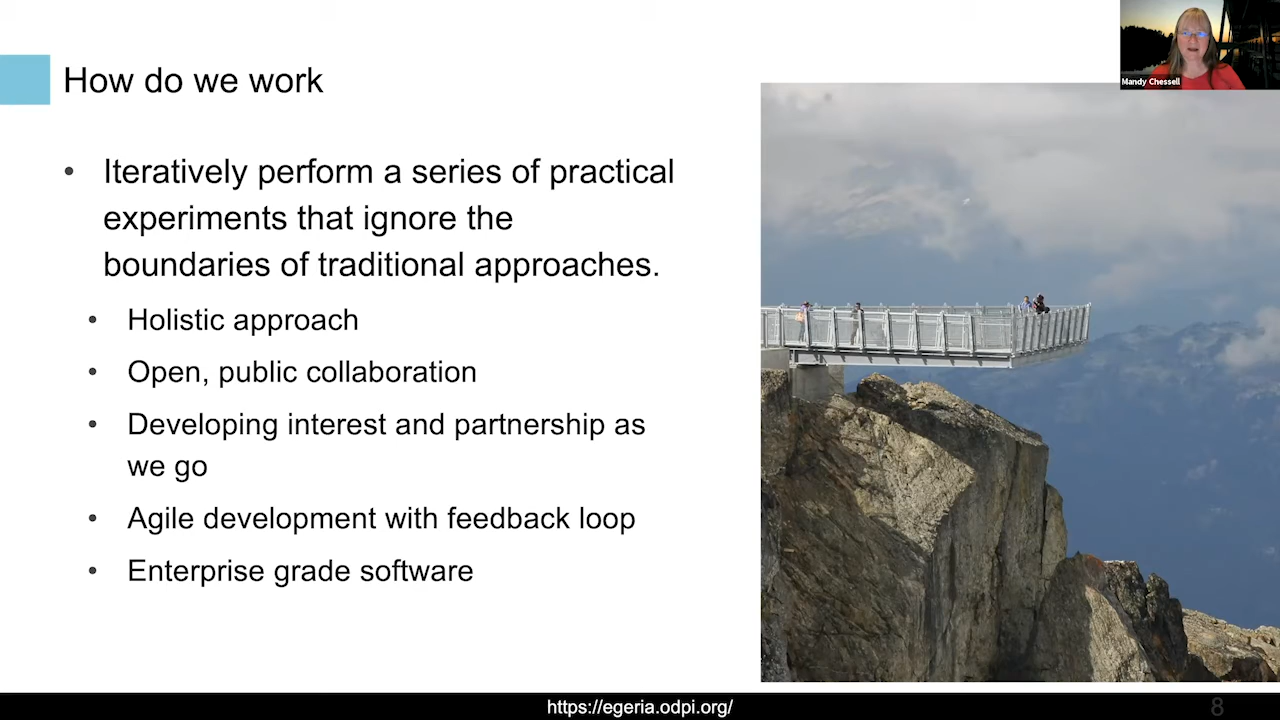 Mandy Chessell
How do we work
• Iteratively perform a series of practical
experiments that ignore the
boundaries of traditional approaches.
• Holistic approach
• Open, public collaboration
• Developing interest and partnership as
we go
• Agile development with feedback loop
• Enterprise grade software
https://egeria.odpi.org/
8